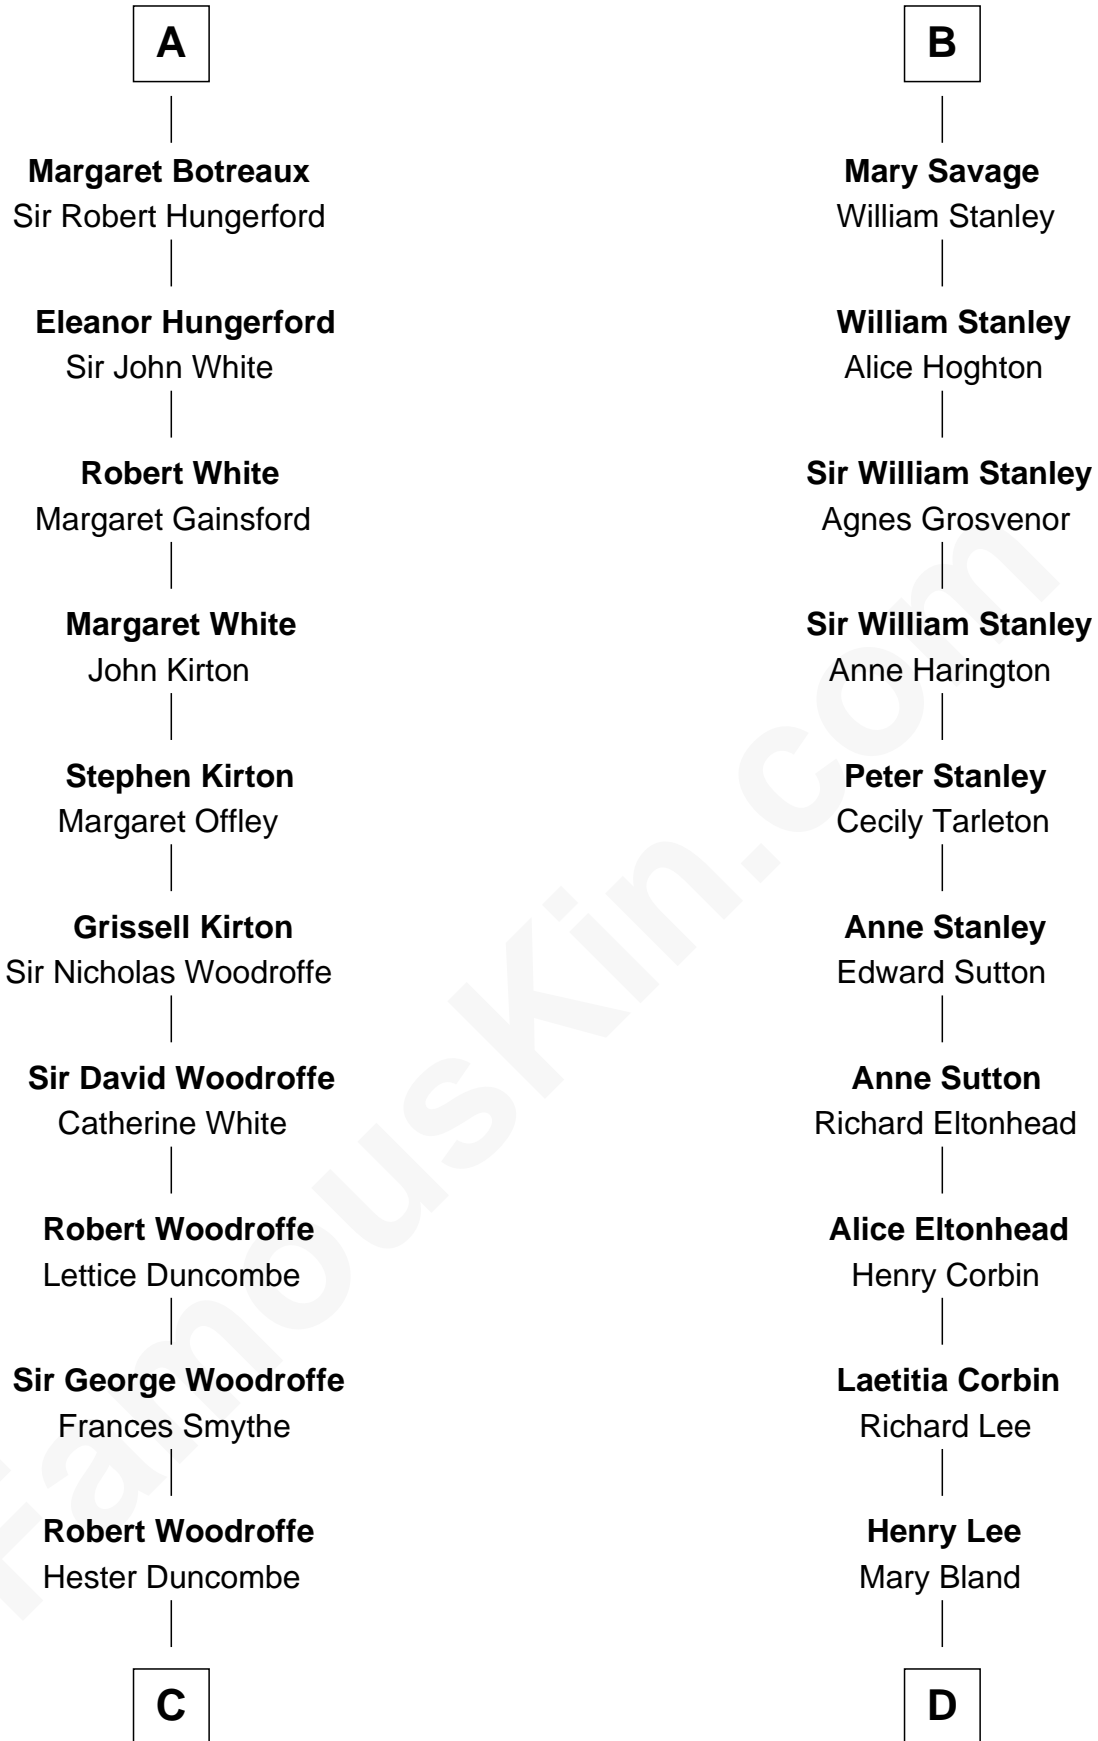 A
Margaret Botreaux
Sir Robert Hungerford
Eleanor Hungerford
Sir John White
Robert White
Margaret Gainsford
Margaret White
John Kirton
Stephen Kirton
Margaret Offley
Grissell Kirton
Sir Nicholas Woodroffe
Sir David Woodroffe
Catherine White
Robert Woodroffe
Lettice Duncombe
Sir George Woodroffe
Frances Smythe
Robert Woodroffe
Hester Duncombe
C
B
Mary Savage
William Stanley
William Stanley
Alice Hoghton
Sir William Stanley
Agnes Grosvenor
Sir William Stanley
Anne Harington
Peter Stanley
Cecily Tarleton
Anne Stanley
Edward Sutton
Anne Sutton
Richard Eltonhead
Alice Eltonhead
Henry Corbin
Laetitia Corbin
Richard Lee
Henry Lee
Mary Bland
D
FamousKin.com